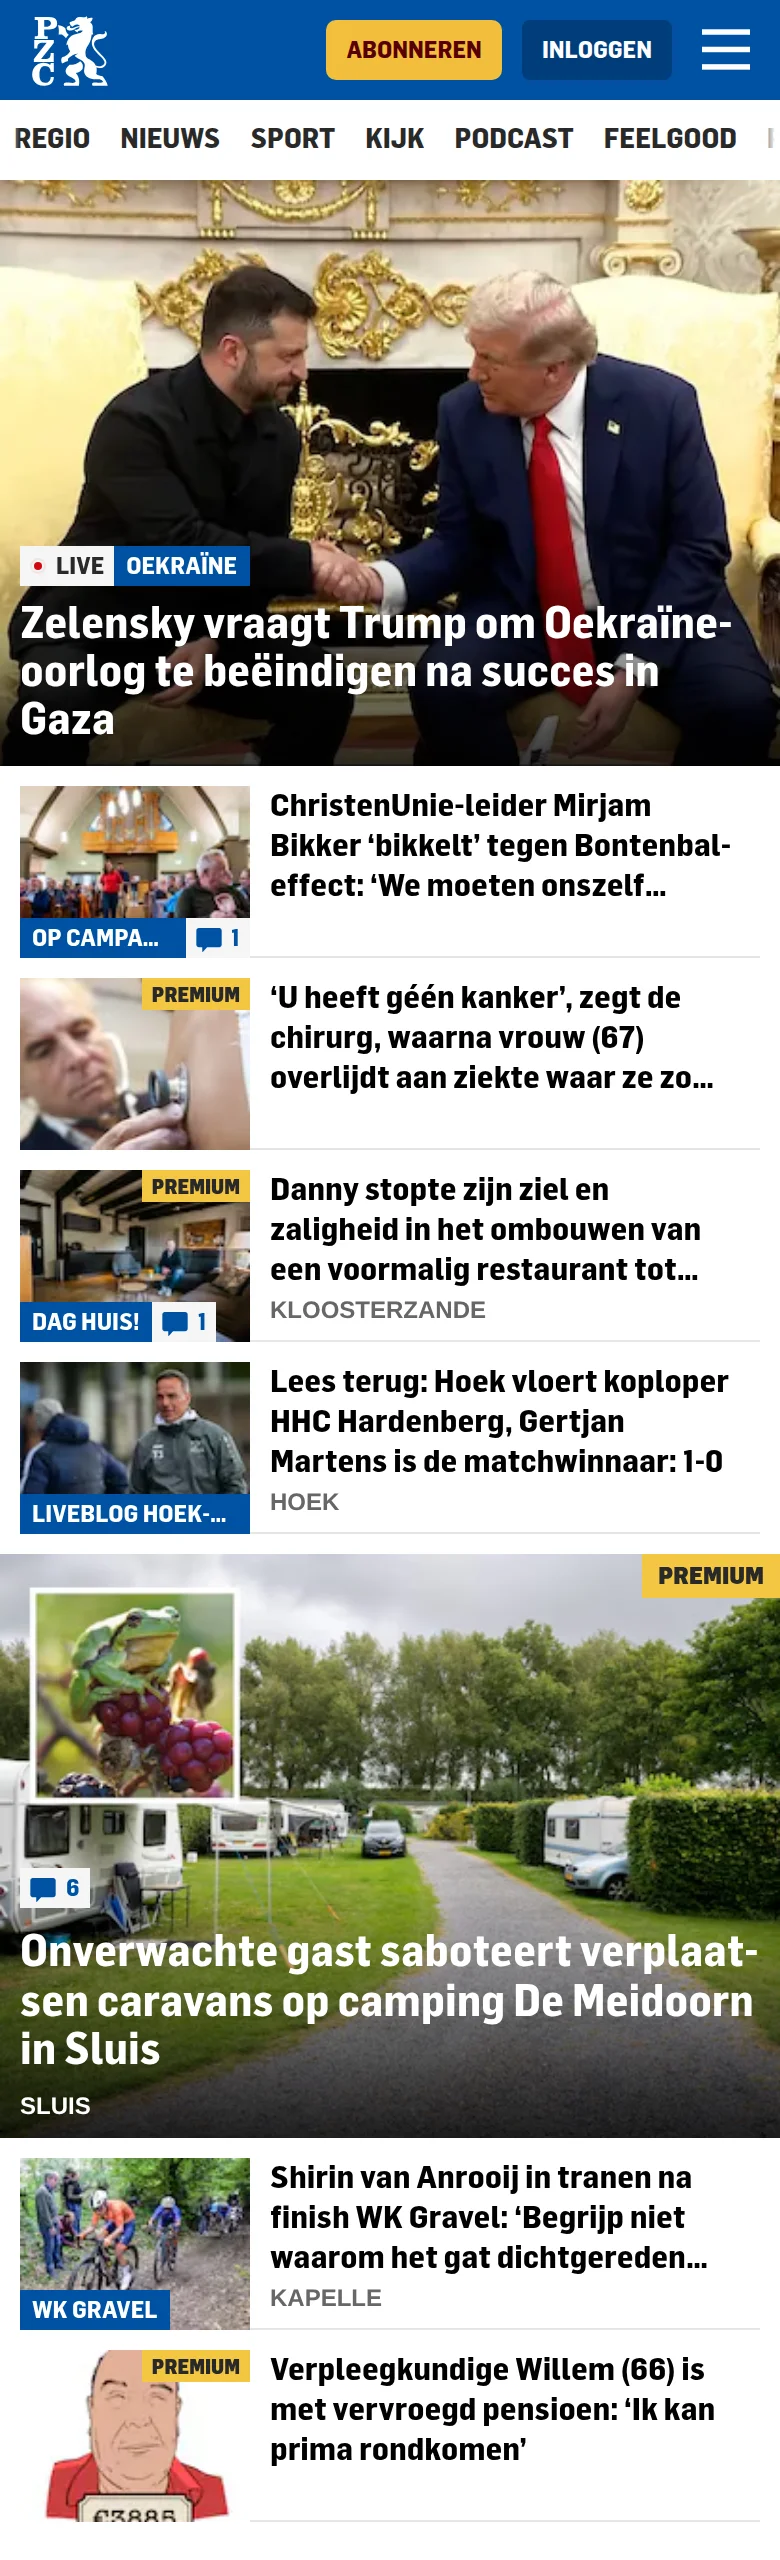 PZC
ABONNEREN
INLOGGEN
REGIO NIEUWS SPORT KIJK PODCAST FEELGOOD
LIVE OEKRAÏNE
Zelensky vraagt Trump om Oekraïne-
oorlog te beëindigen na succes in
Gaza
ChristenUnie-leider Mirjam
Bikker ‘bikkelt’ tegen Bontenbal-
effect: ‘We moeten onszelf...
OP CAMPA... 1
PREMIUM
‘U heeft géén kanker’, zegt de
chirurg, waarna vrouw (67)
overlijdt aan ziekte waar ze zo...
PREMIUM
Danny stopte zijn ziel en
zaligheid in het ombouwen van
een voormalig restaurant tot...
KLOOSTERZANDE
DAG HUIS! 1
Lees terug: Hoek vloert koploper
HHC Hardenberg, Gertjan
Martens is de matchwinnaar: 1-0
HOEK
LIVEBLOG HOEK-...
PREMIUM
6
Onverwachte gast saboteert verplaat-
sen caravans op camping De Meidoorn
in Sluis
SLUIS
Shirin van Anrooij in tranen na
finish WK Gravel: ‘Begrijp niet
waarom het gat dichtgereden...
KAPELLE
WK GRAVEL
PREMIUM
Verpleegkundige Willem (66) is
met vervroegd pensioen: ‘Ik kan
prima rondkomen’
€3885